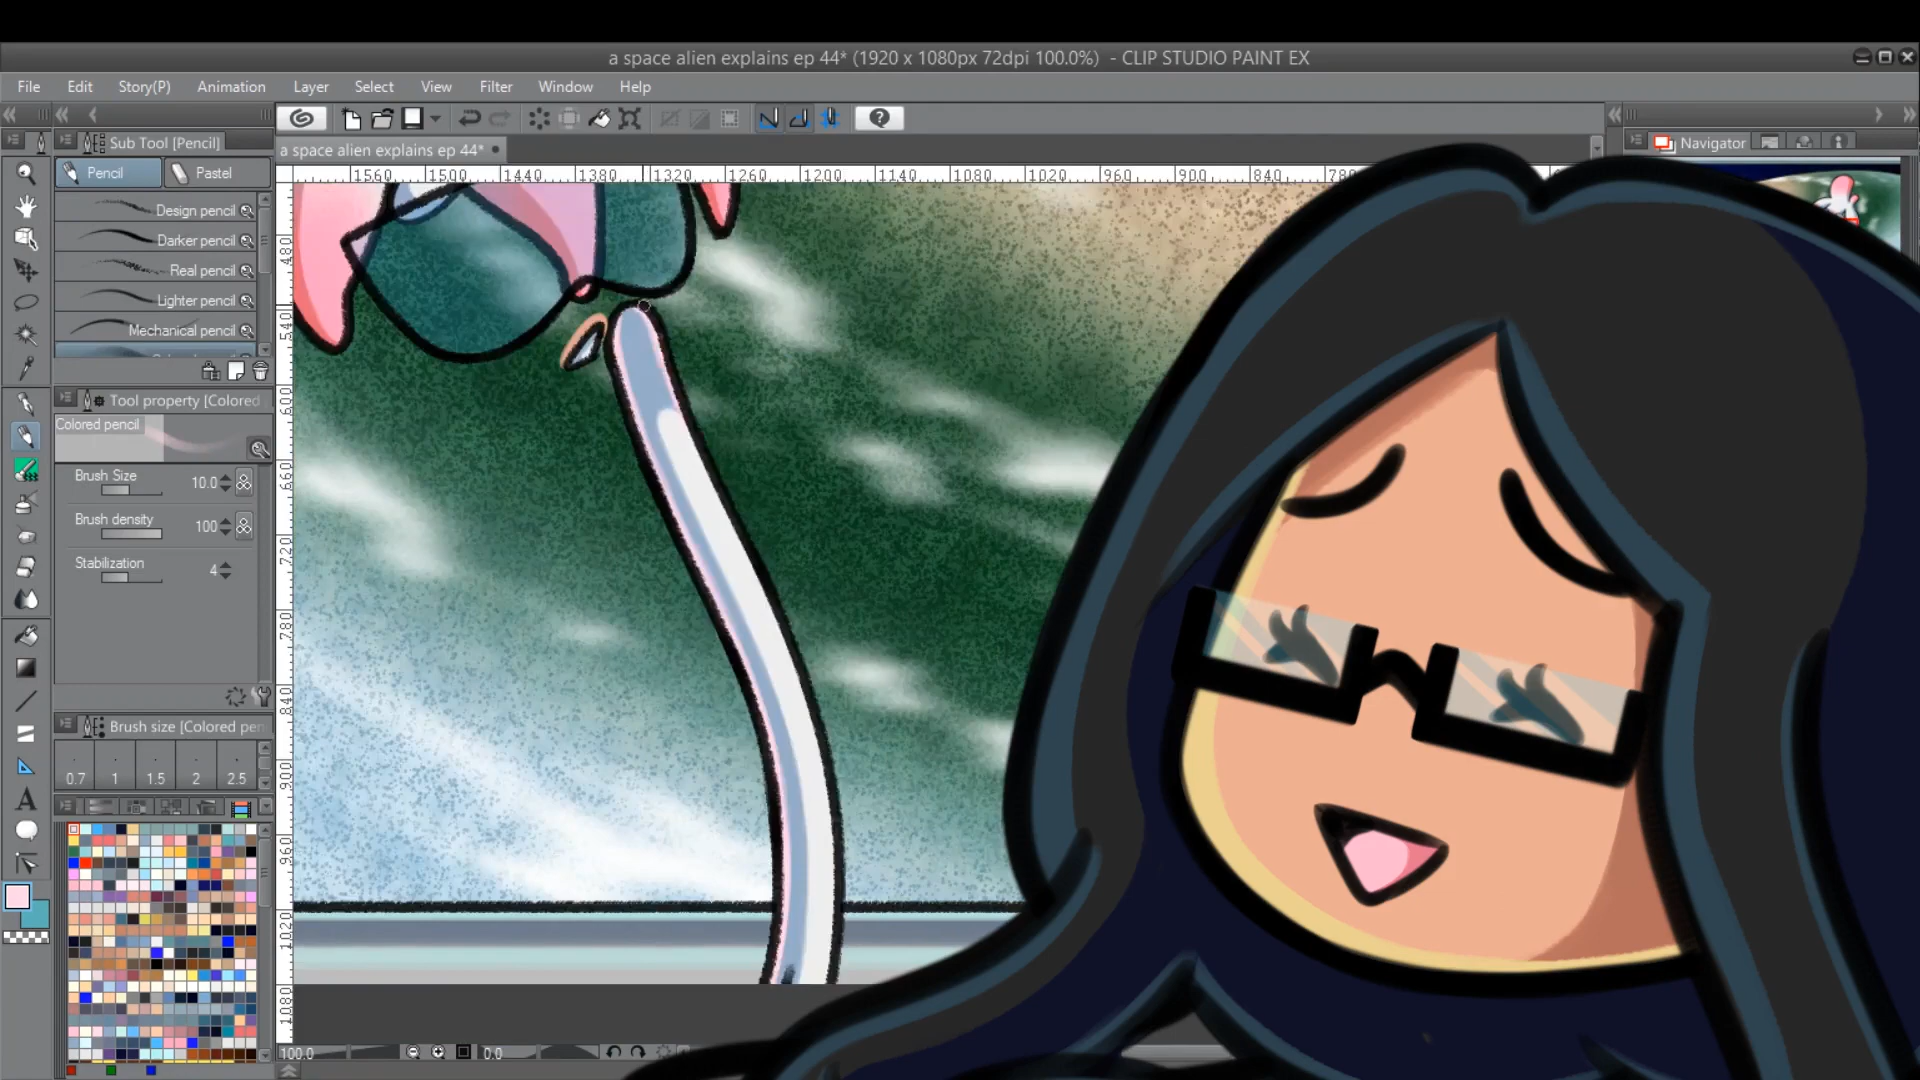 a space alien explains ep 44* (1920 x 1080px 72dpi 100.0%) - CLIP STUDIO PAINT EX
File Edit Story(P) Animation Layer Select View Filter Window Help
Sub Tool [Pencil]
Navigator
a space alien explains ep 44*
Pencil Pastel
1560 1500 1440 1380 1320 1260 1200 1140 1080 1020 960 900 840 780
Design pencil
Darker pencil
Real pencil
Lighter pencil
Mechanical pencil
Tool property [Colored
Colored pencil
Brush Size 10.0
Brush density 100
Stabilization 4
Brush size [Colored pen
0.7 1 1.5 2 2.5
480
540
600
660
720
780
840
900
960
1020
1080
100.0 0.0